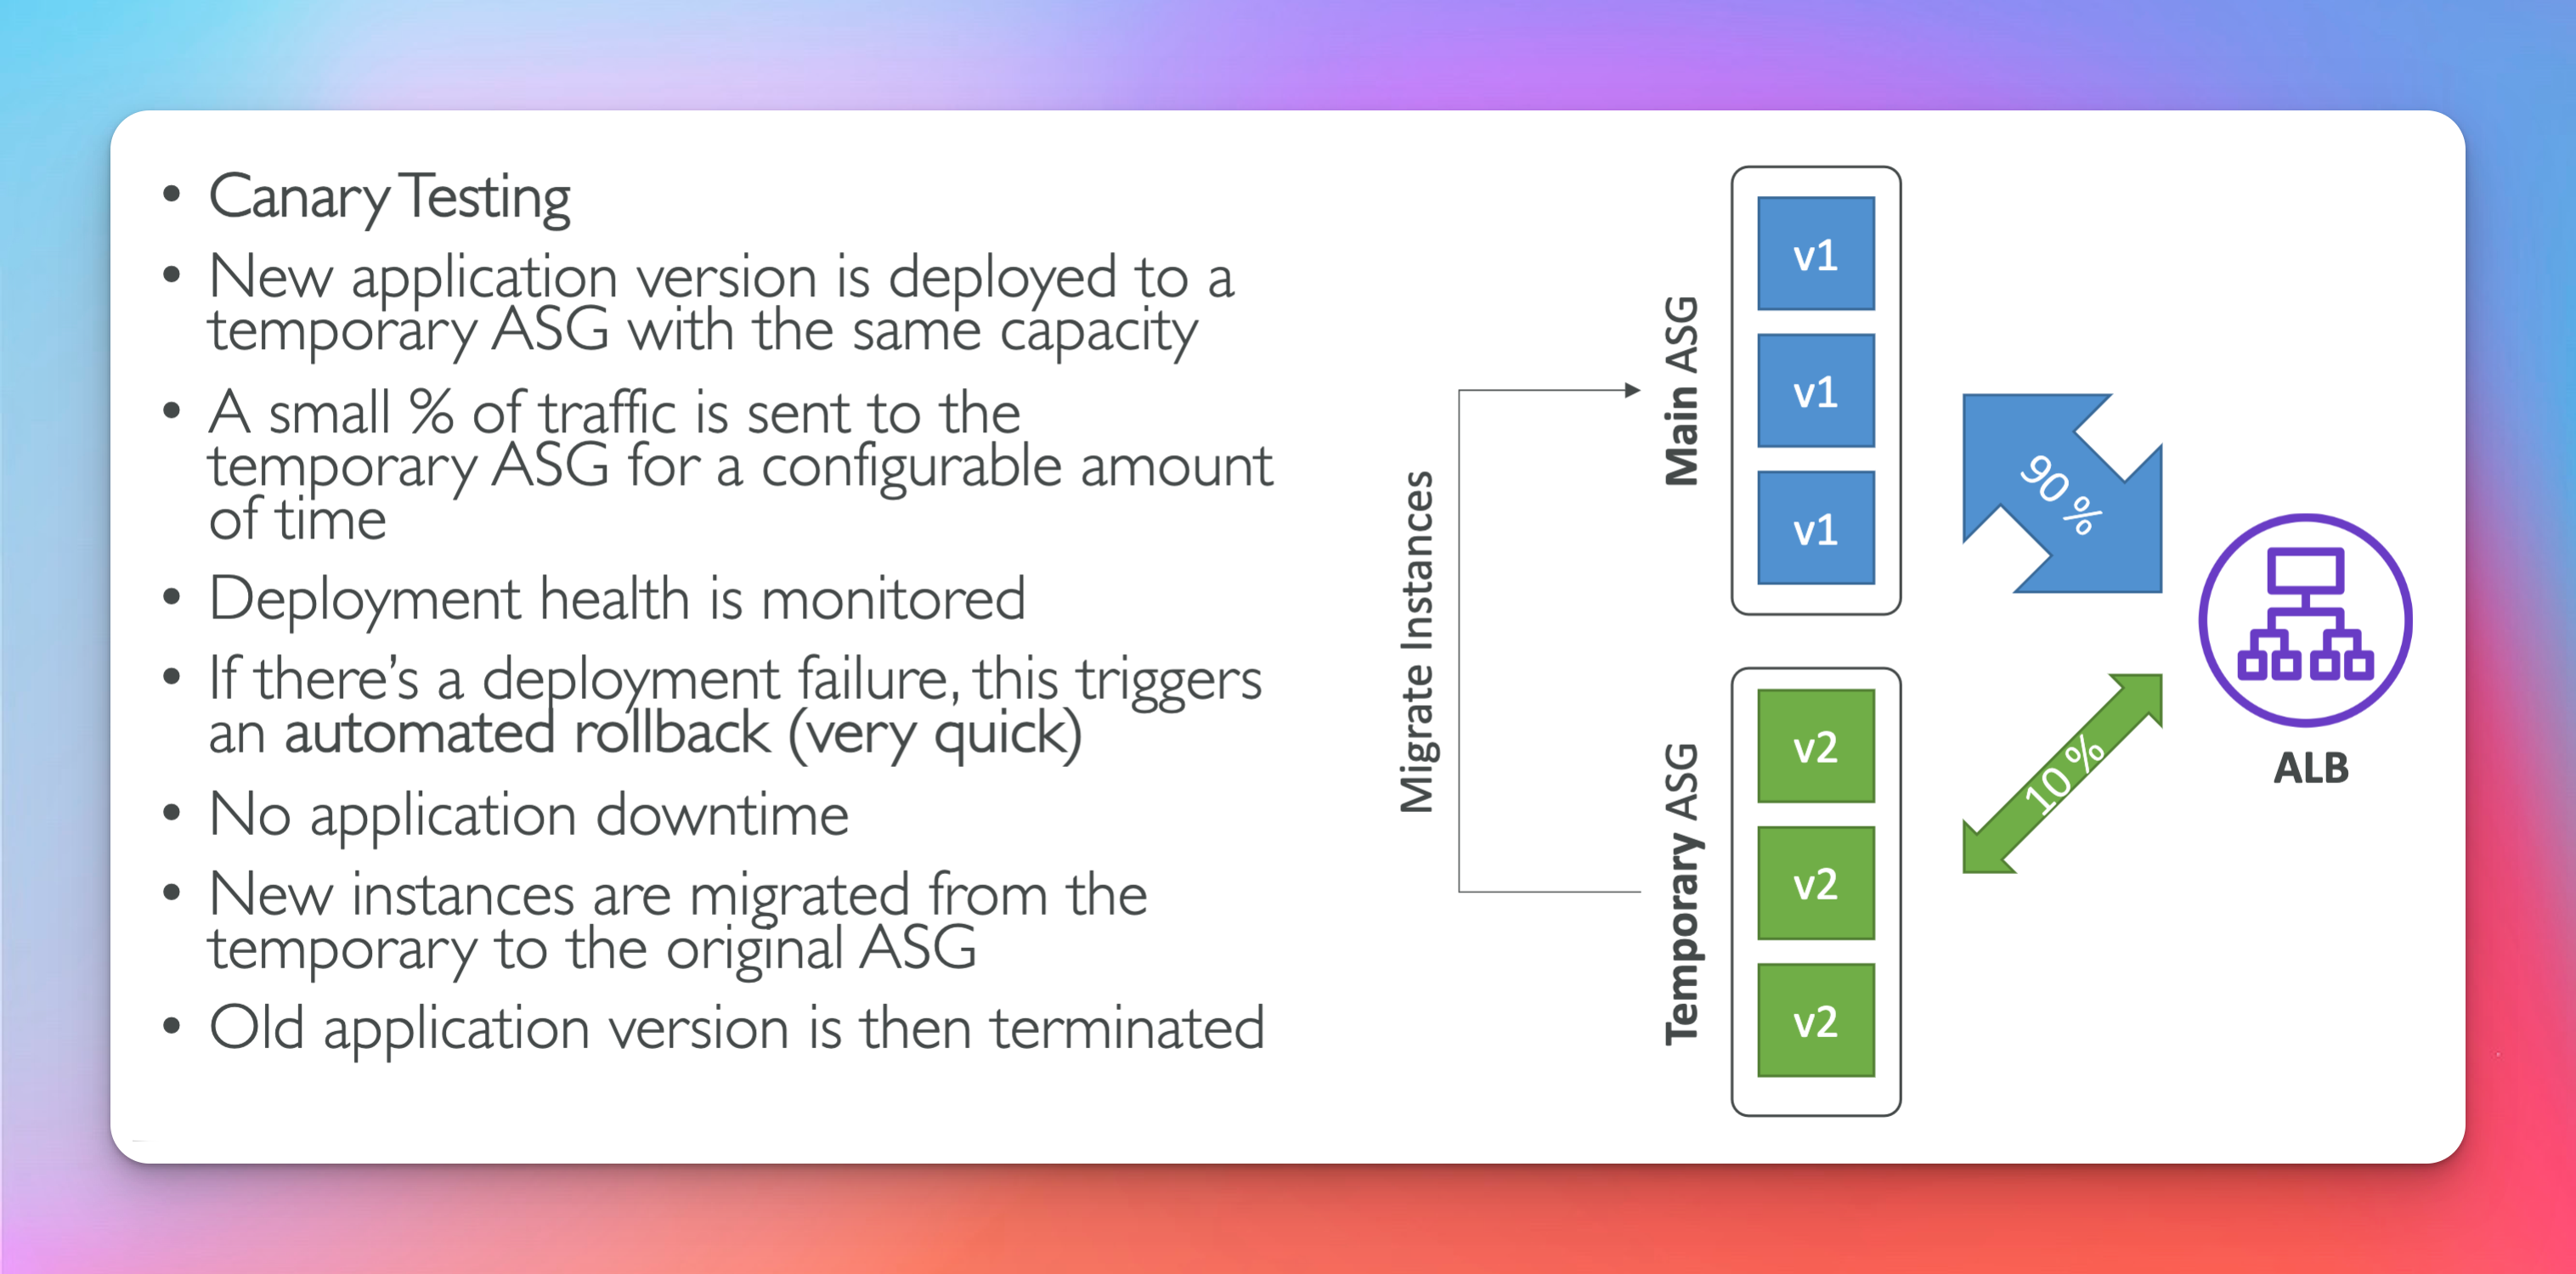 • Canary Testing
• New application version is deployed to a
temporary ASG with the same capacity
• A small % of traffic is sent to the
temporary ASG for a configurable amount
of time
• Deployment health is monitored
• If there’s a deployment failure, this triggers
an automated rollback (very quick)
• No application downtime
• New instances are migrated from the
temporary to the original ASG
• Old application version is then terminated
Migrate Instances
Main ASG
v1
v1
v1
Temporary ASG
v2
v2
v2
90 %
10 %
ALB